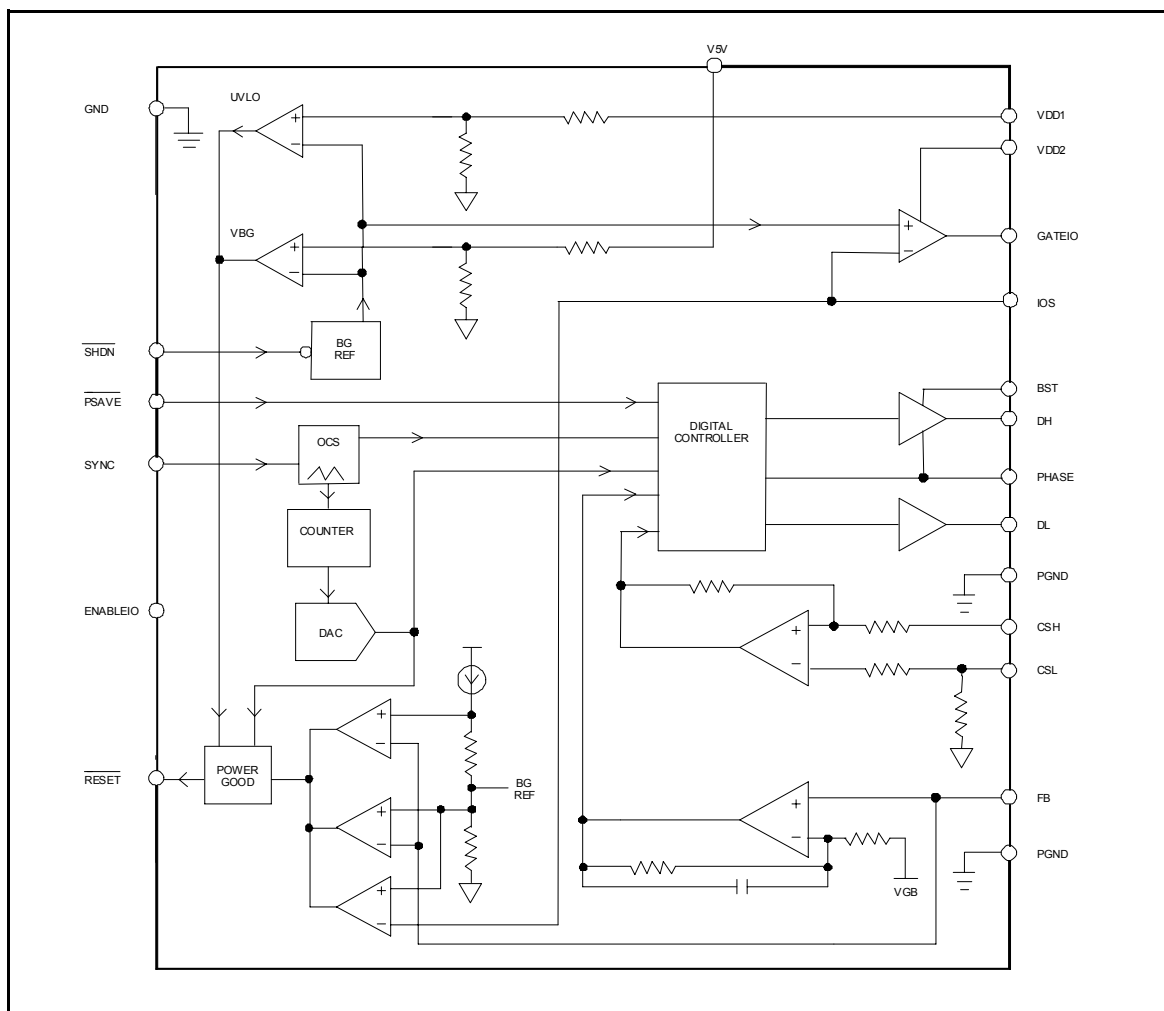 V5V
GND
UVLO
+
−
VDD1
VDD2
VBG
+
−
+
−
GATEIO
IOS
SHDN
BG
REF
PSAVE
SYNC
OCS
DIGITAL
CONTROLLER
BST
DH
PHASE
DL
COUNTER
PGND
ENABLEIO
DAC
+
−
CSH
CSL
RESET
POWER
GOOD
+
−
BG
REF
+
−
+
−
+
−
FB
VGB
PGND